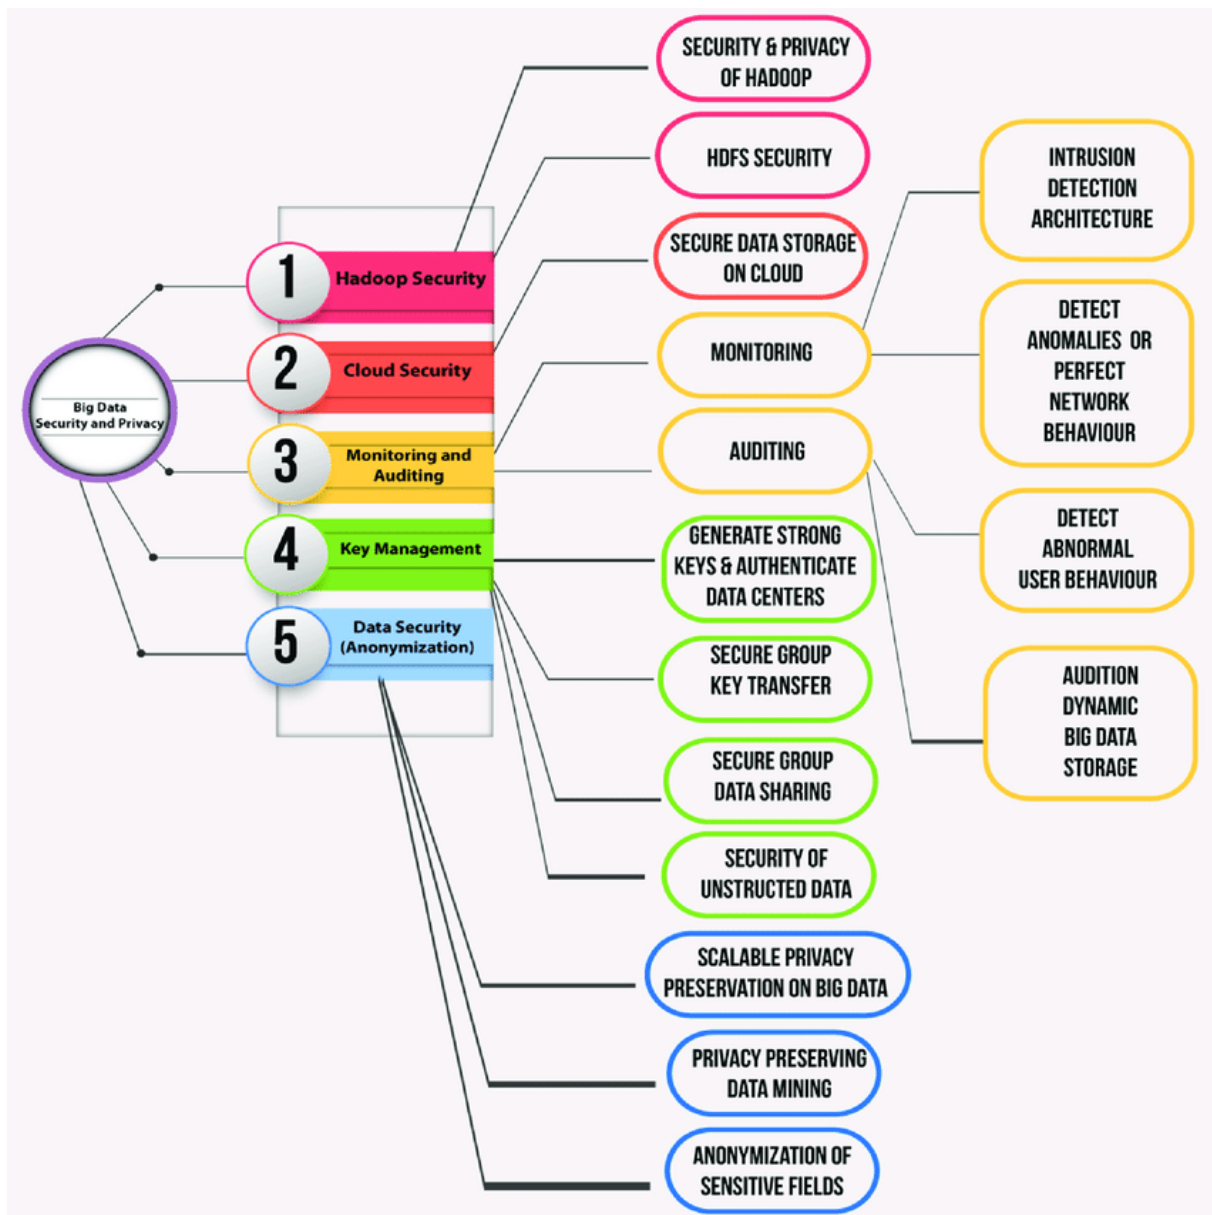 Big Data
Security and Privacy
1
Hadoop Security
2
Cloud Security
3
Monitoring and
Auditing
4
Key Management
5
Data Security
(Anonymization)
SECURITY & PRIVACY
OF HADOOP
HDFS SECURITY
SECURE DATA STORAGE
ON CLOUD
MONITORING
AUDITING
GENERATE STRONG
KEYS & AUTHENTICATE
DATA CENTERS
SECURE GROUP
KEY TRANSFER
SECURE GROUP
DATA SHARING
SECURITY OF
UNSTRUCTED DATA
SCALABLE PRIVACY
PRESERVATION ON BIG DATA
PRIVACY PRESERVING
DATA MINING
ANONYMIZATION OF
SENSITIVE FIELDS
INTRUSION
DETECTION
ARCHITECTURE
DETECT
ANOMALIES OR
PERFECT
NETWORK
BEHAVIOUR
DETECT
ABNORMAL
USER BEHAVIOUR
AUDITION
DYNAMIC
BIG DATA
STORAGE